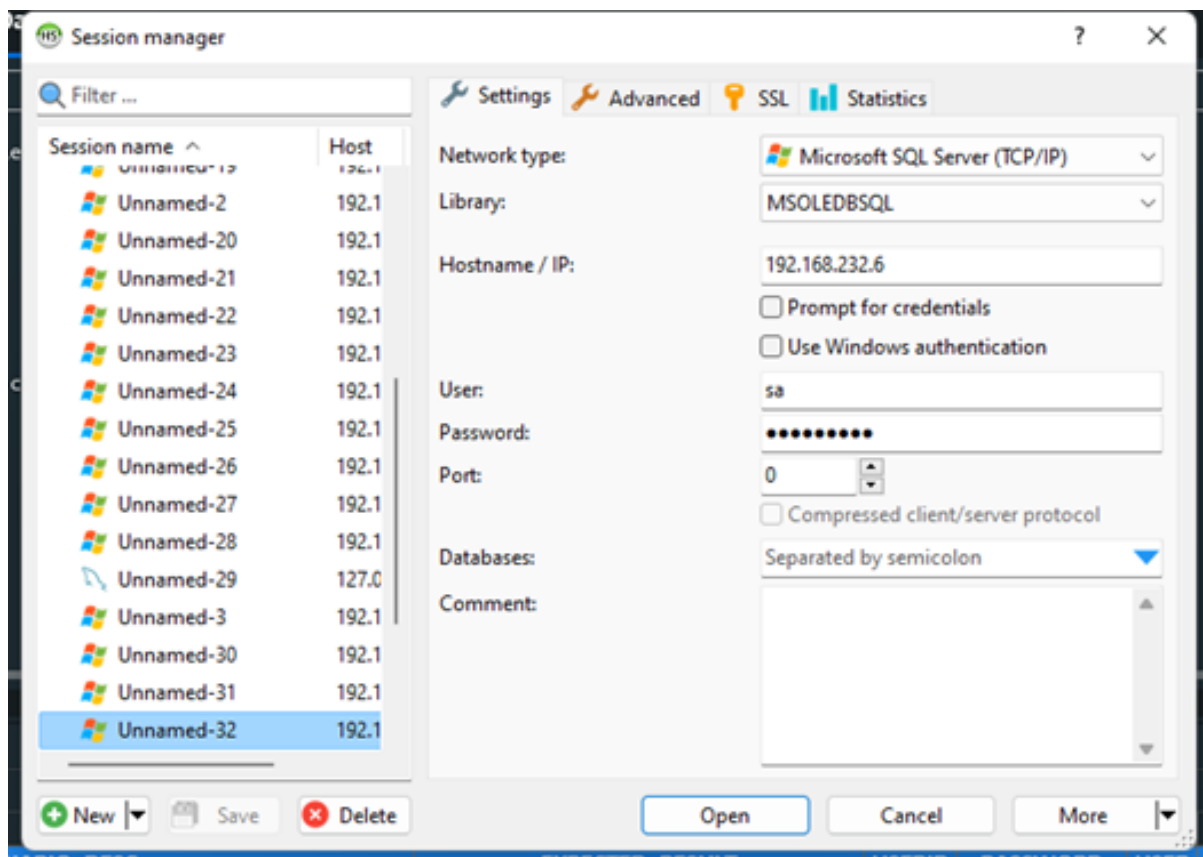 Session manager
?
Filter ...
Session name
Host
Unnamed-19
192.1
Unnamed-2
192.1
Unnamed-20
192.1
Unnamed-21
192.1
Unnamed-22
192.1
Unnamed-23
192.1
Unnamed-24
192.1
Unnamed-25
192.1
Unnamed-26
192.1
Unnamed-27
192.1
Unnamed-28
192.1
Unnamed-29
127.0
Unnamed-3
192.1
Unnamed-30
192.1
Unnamed-31
192.1
Unnamed-32
192.1
New
Save
Delete
Settings
Advanced
SSL
Statistics
Network type:
Microsoft SQL Server (TCP/IP)
Library:
MSOLEDBSQL
Hostname / IP:
192.168.232.6
Prompt for credentials
Use Windows authentication
User:
sa
Password:
●●●●●●●●●
Port:
0
Compressed client/server protocol
Databases:
Separated by semicolon
Comment:
Open
Cancel
More